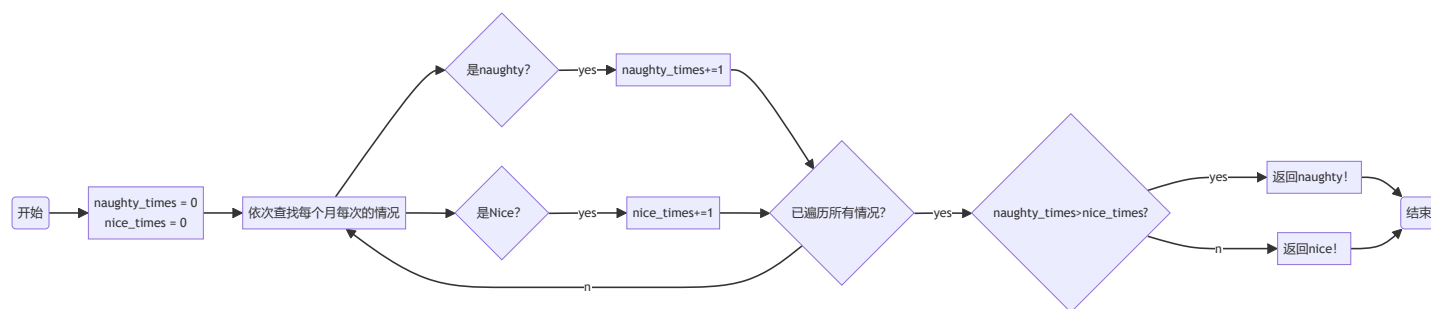 开始
naughty_times = 0
nice_times = 0
依次查找每个月每次的情况
是naughty?
yes
naughty_times+=1
是Nice?
yes
nice_times+=1
已遍历所有情况?
n
yes
naughty_times>nice_times?
yes
返回naughty!
n
返回nice!
结束